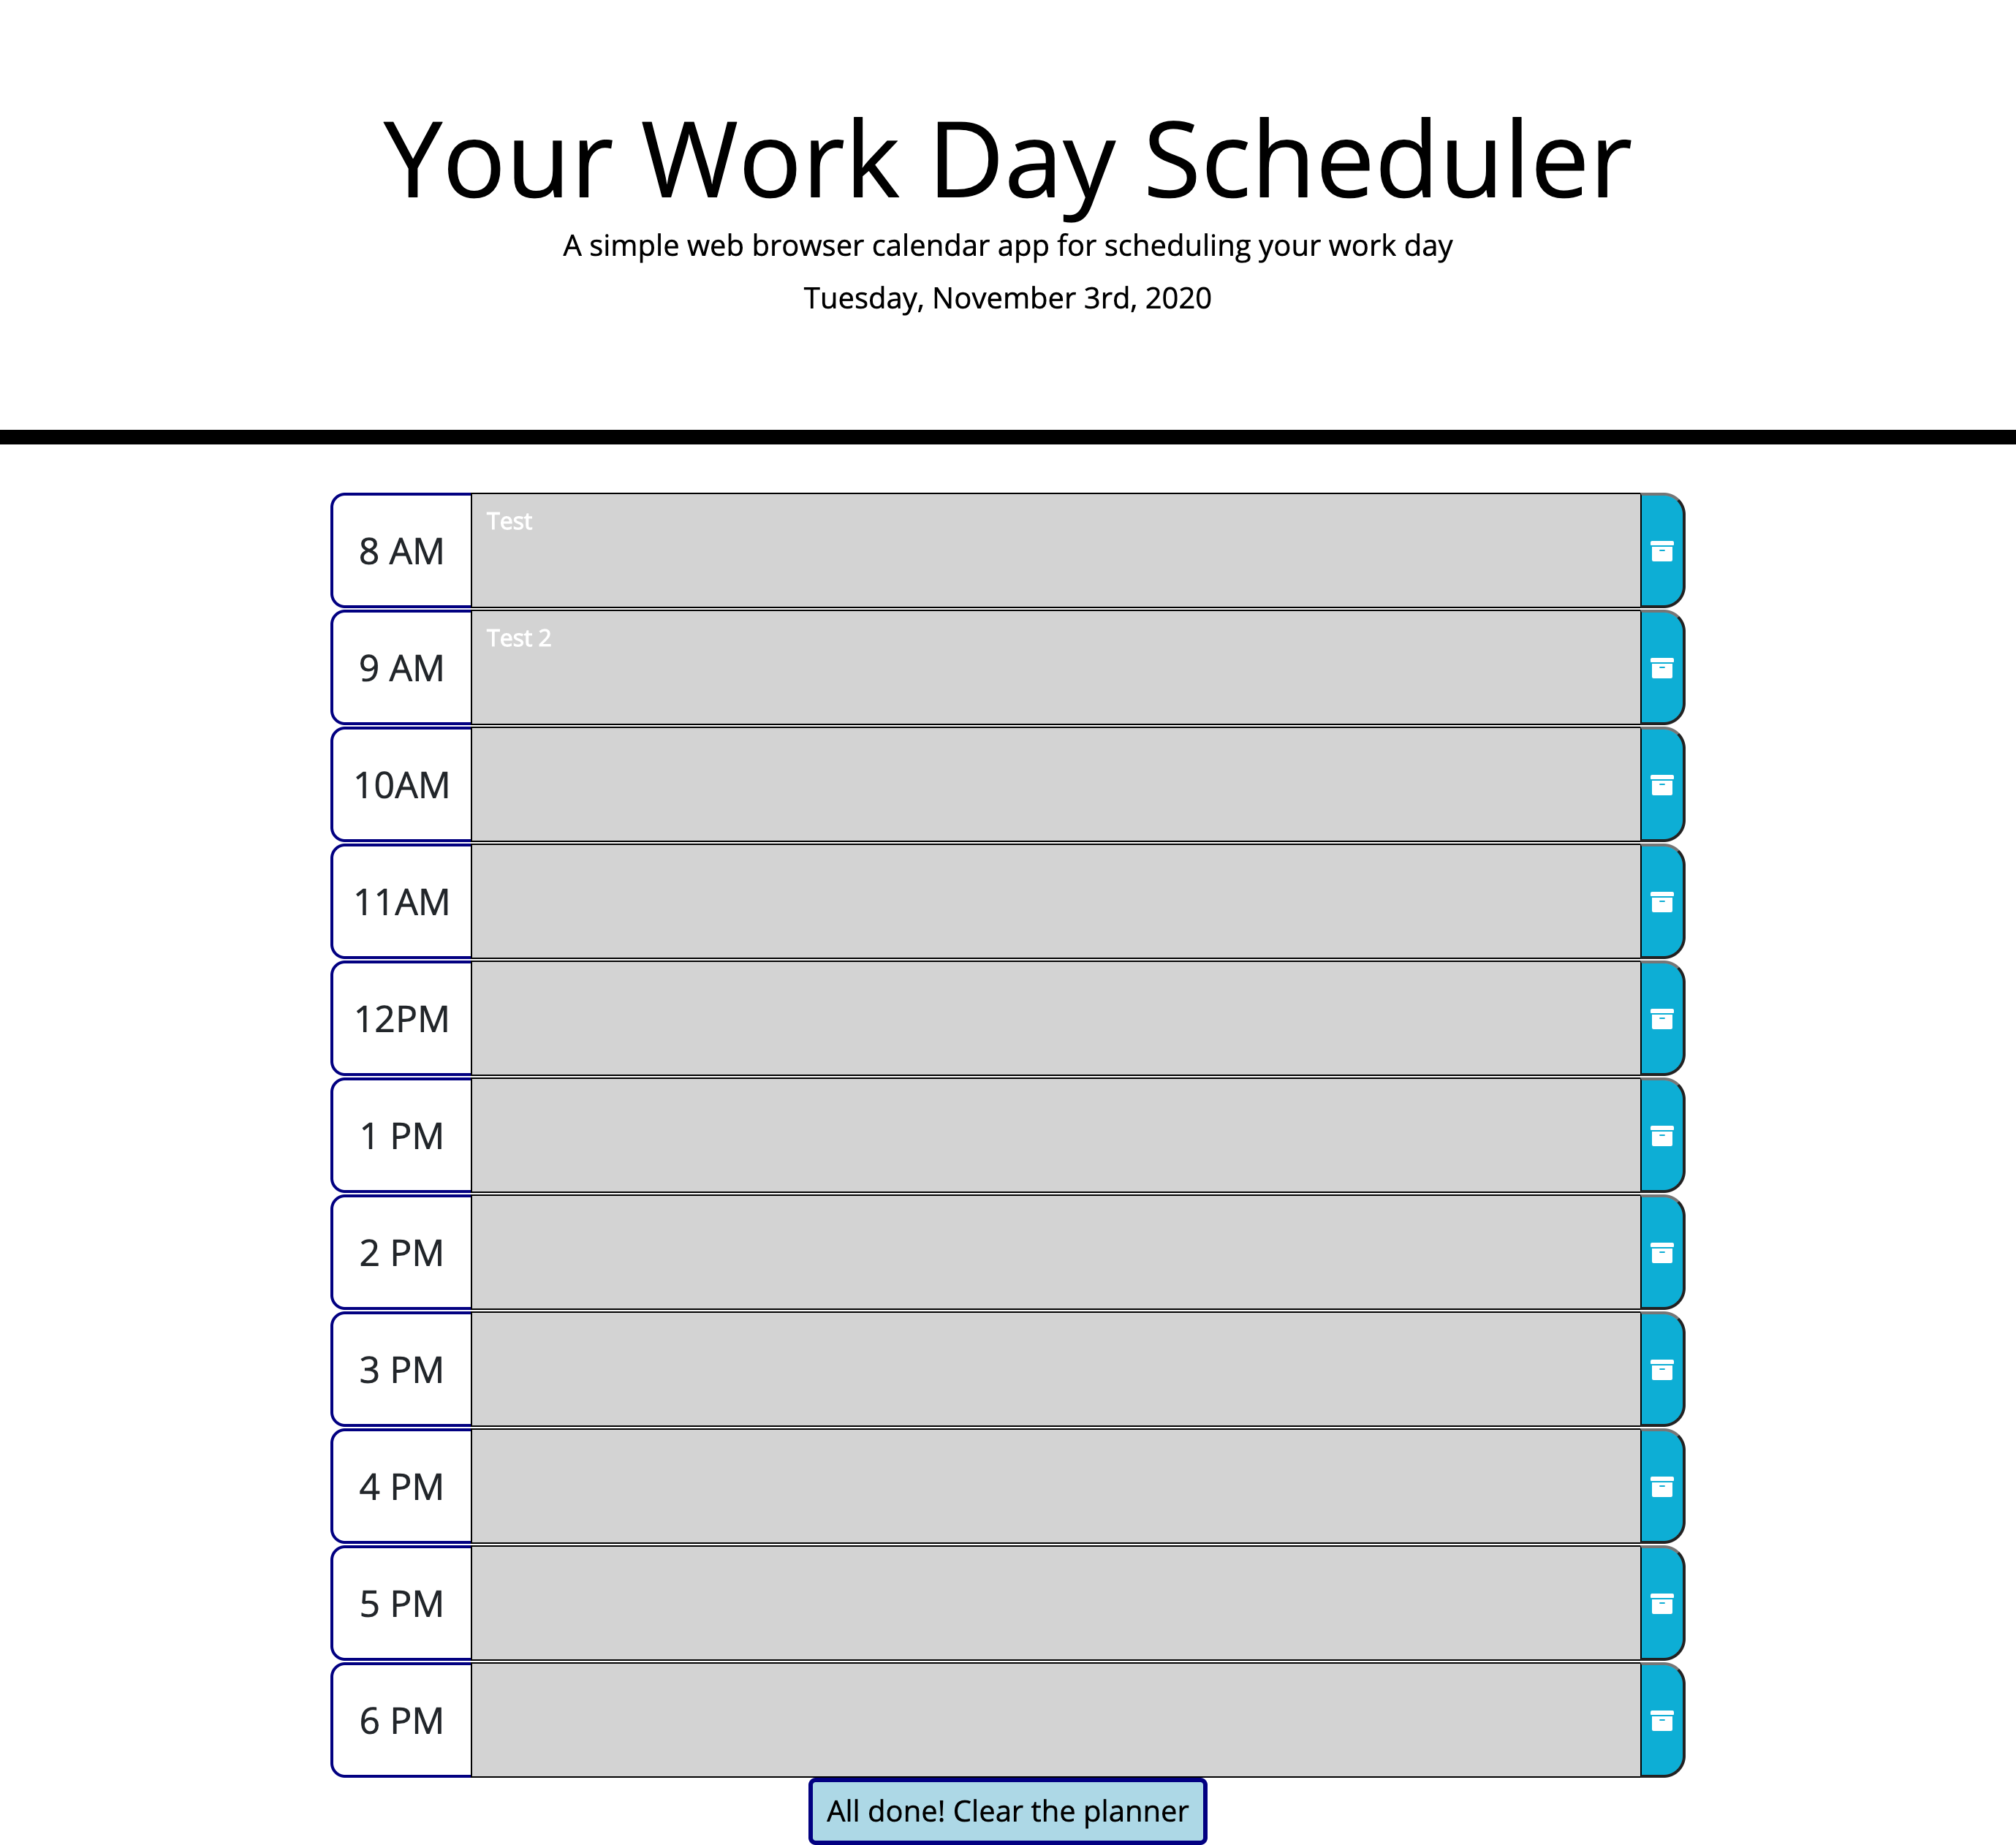 Your Work Day Scheduler
A simple web browser calendar app for scheduling your work day
Tuesday, November 3rd, 2020
8 AM
Test
9 AM
Test 2
10AM
11AM
12PM
1 PM
2 PM
3 PM
4 PM
5 PM
6 PM
All done! Clear the planner